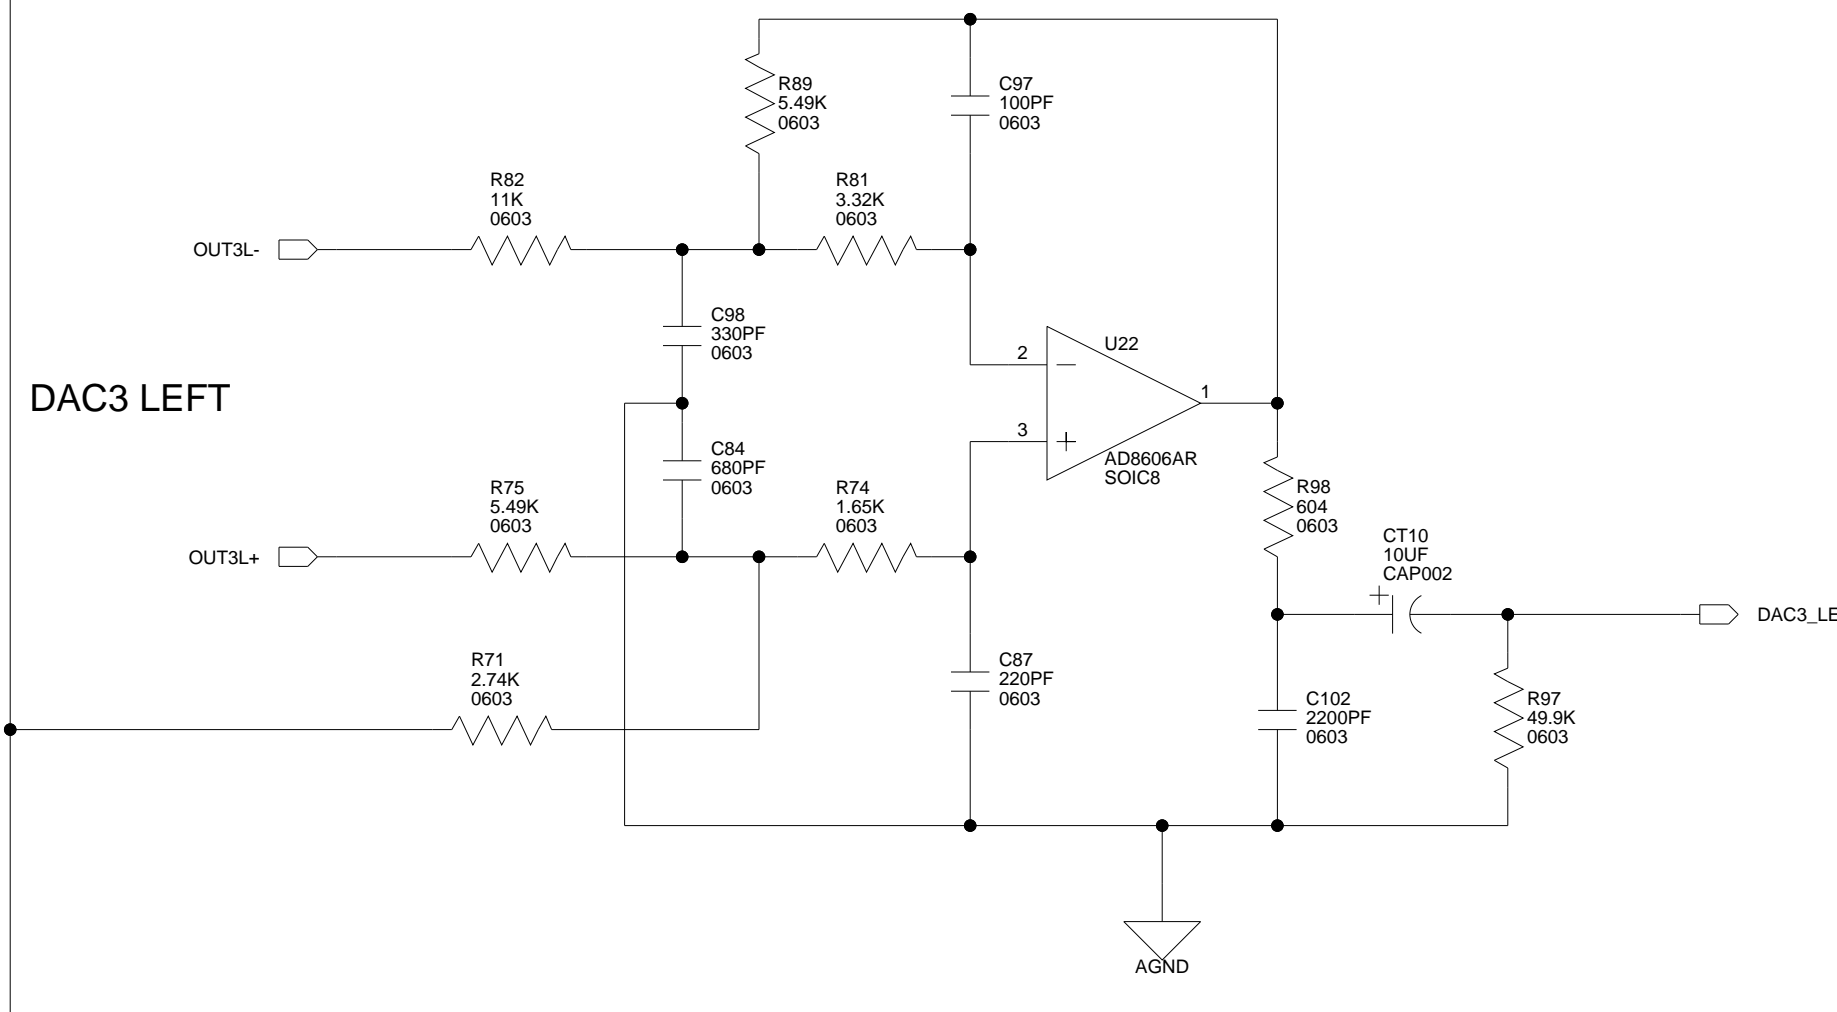 R89
5.49K
0603
C97
100PF
0603
R82
11K
0603
R81
3.32K
0603
OUT3L-
C98
330PF
0603
U22
2
1
DAC3 LEFT
3
C84
680PF
0603
AD8606AR
SOIC8
R75
5.49K
0603
R74
1.65K
0603
R98
604
0603
OUT3L+
CT10
10UF
CAP002
+
DAC3_LE
R71
2.74K
0603
C87
220PF
0603
C102
2200PF
0603
R97
49.9K
0603
AGND